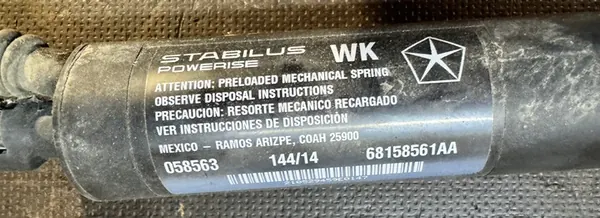 STABILUS WK
POWERISE
ATTENTION: PRELOADED MECHANICAL SPRING
OBSERVE DISPOSAL INSTRUCTIONS
PRECAUCION: RESORTE MECANICO RECARGADO
VER INSTRUCCIONES DE DISPOSICIÓN
MEXICO – RAMOS ARIZPE, COAH 25900
058563 144/14 68158561AA